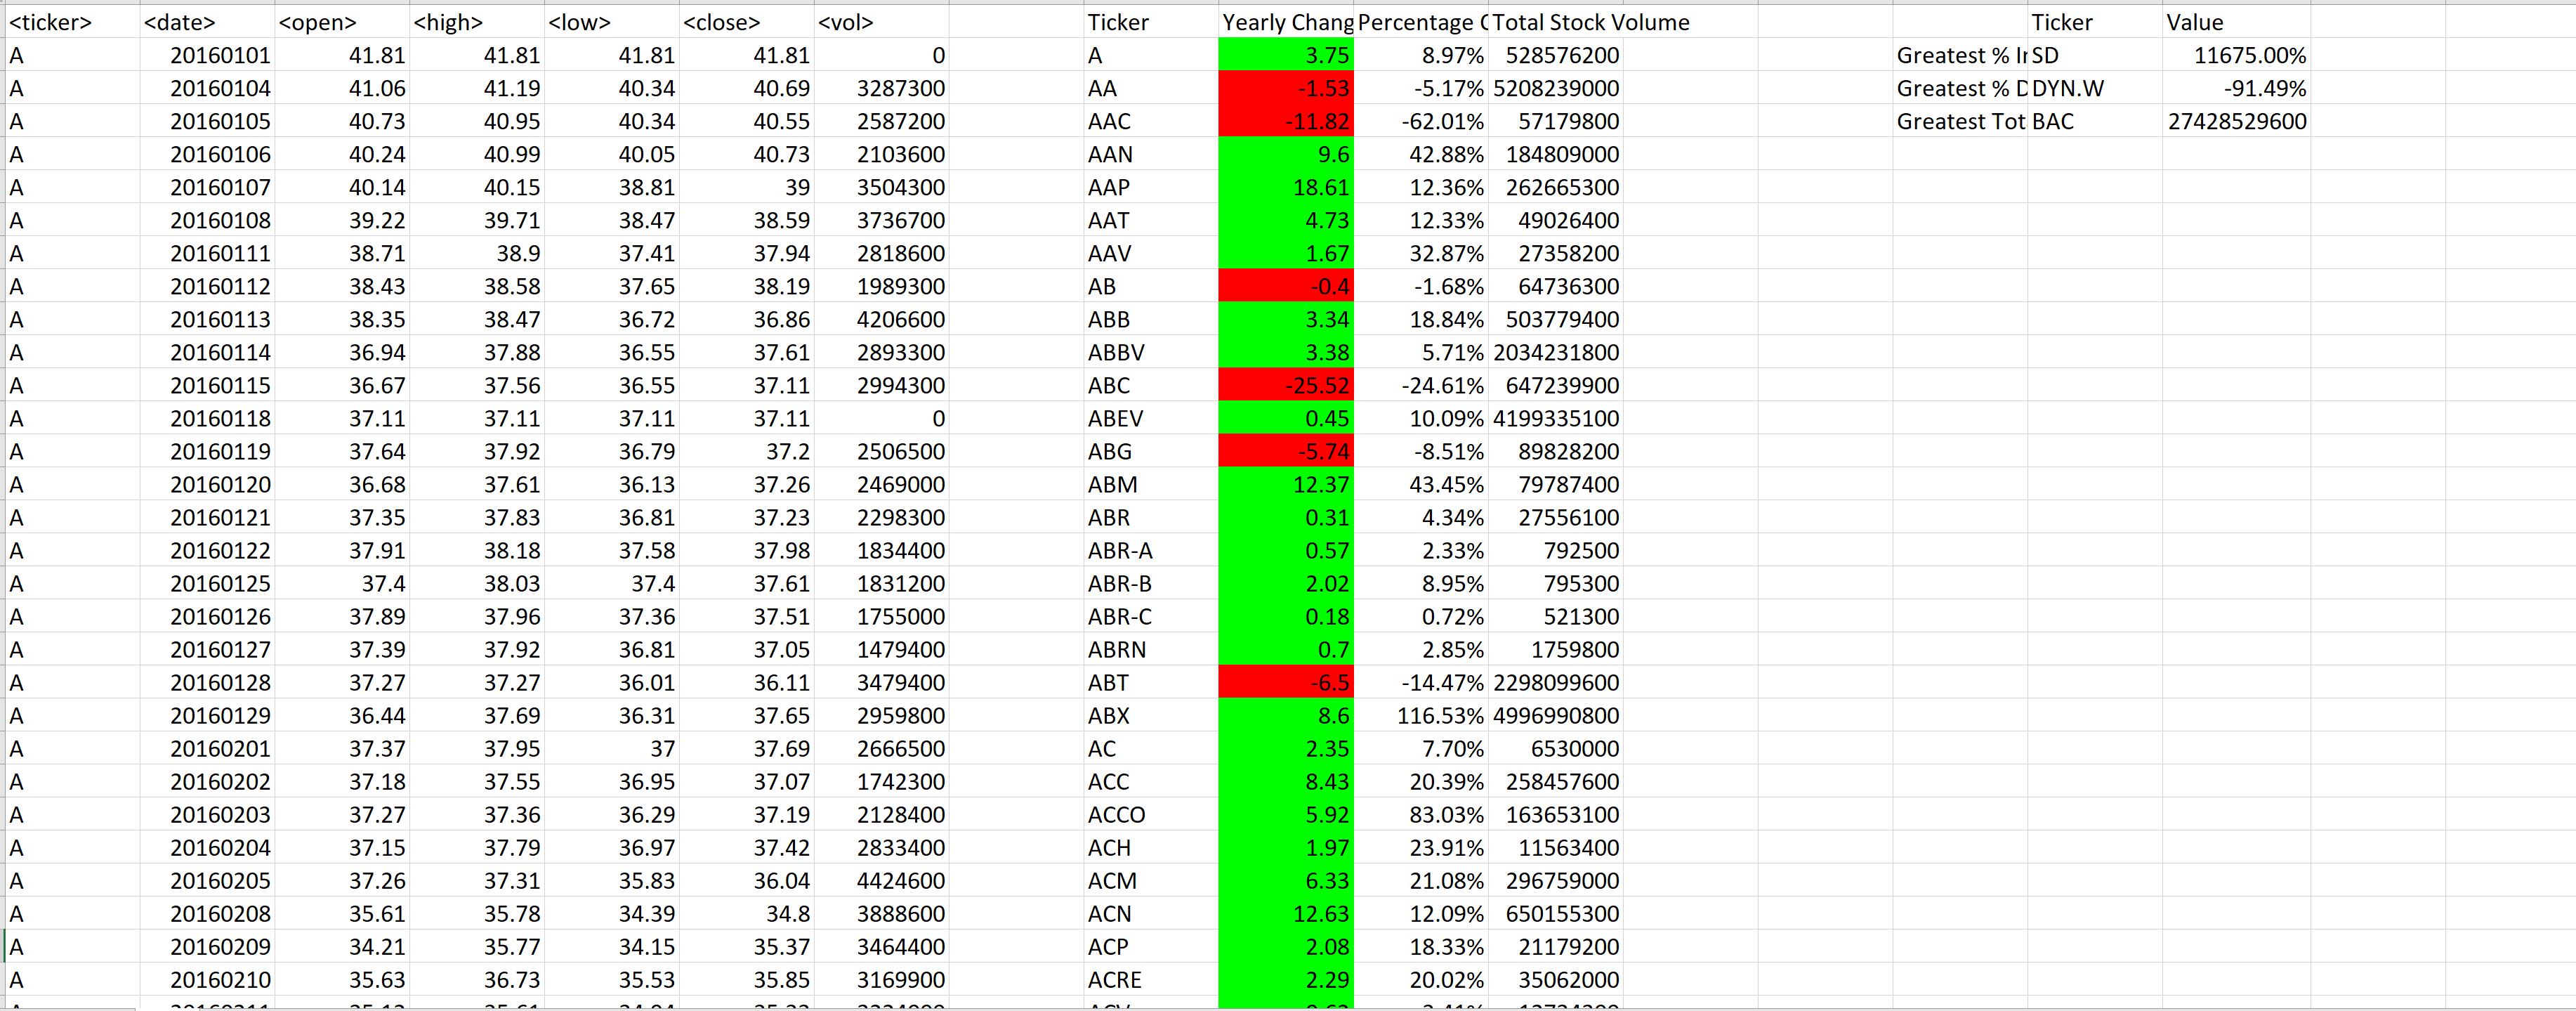 <ticker> <date> <open> <high> <low> <close> <vol> Ticker Yearly Chang Percentage C Total Stock Volume Ticker Value
A 20160101 41.81 41.81 41.81 41.81 0 A 3.75 8.97% 528576200 Greatest % Ir SD 11675.00%
A 20160104 41.06 41.19 40.34 40.69 3287300 AA -1.53 -5.17% 5208239000 Greatest % D DYN.W -91.49%
A 20160105 40.73 40.95 40.34 40.55 2587200 AAC -11.82 -62.01% 57179800 Greatest Tot BAC 27428529600
A 20160106 40.24 40.99 40.05 40.73 2103600 AAN 9.6 42.88% 184809000
A 20160107 40.14 40.15 38.81 39 3504300 AAP 18.61 12.36% 262665300
A 20160108 39.22 39.71 38.47 38.59 3736700 AAT 4.73 12.33% 49026400
A 20160111 38.71 38.9 37.41 37.94 2818600 AAV 1.67 32.87% 27358200
A 20160112 38.43 38.58 37.65 38.19 1989300 AB -0.4 -1.68% 64736300
A 20160113 38.35 38.47 36.72 36.86 4206600 ABB 3.34 18.84% 503779400
A 20160114 36.94 37.88 36.55 37.61 2893300 ABBV 3.38 5.71% 2034231800
A 20160115 36.67 37.56 36.55 37.11 2994300 ABC -25.52 -24.61% 647239900
A 20160118 37.11 37.11 37.11 37.11 0 ABEV 0.45 10.09% 4199335100
A 20160119 37.64 37.92 36.79 37.2 2506500 ABG -5.74 -8.51% 89828200
A 20160120 36.68 37.61 36.13 37.26 2469000 ABM 12.37 43.45% 79787400
A 20160121 37.35 37.83 36.81 37.23 2298300 ABR 0.31 4.34% 27556100
A 20160122 37.91 38.18 37.58 37.98 1834400 ABR-A 0.57 2.33% 792500
A 20160125 37.4 38.03 37.4 37.61 1831200 ABR-B 2.02 8.95% 795300
A 20160126 37.89 37.96 37.36 37.51 1755000 ABR-C 0.18 0.72% 521300
A 20160127 37.39 37.92 36.81 37.05 1479400 ABRN 0.7 2.85% 1759800
A 20160128 37.27 37.27 36.01 36.11 3479400 ABT -6.5 -14.47% 2298099600
A 20160129 36.44 37.69 36.31 37.65 2959800 ABX 8.6 116.53% 4996990800
A 20160201 37.37 37.95 37 37.69 2666500 AC 2.35 7.70% 6530000
A 20160202 37.18 37.55 36.95 37.07 1742300 ACC 8.43 20.39% 258457600
A 20160203 37.27 37.36 36.29 37.19 2128400 ACCO 5.92 83.03% 163653100
A 20160204 37.15 37.79 36.97 37.42 2833400 ACH 1.97 23.91% 11563400
A 20160205 37.26 37.31 35.83 36.04 4424600 ACM 6.33 21.08% 296759000
A 20160208 35.61 35.78 34.39 34.8 3888600 ACN 12.63 12.09% 650155300
A 20160209 34.21 35.77 34.15 35.37 3464400 ACP 2.08 18.33% 21179200
A 20160210 35.63 36.73 35.53 35.85 3169900 ACRE 2.29 20.02% 35062000